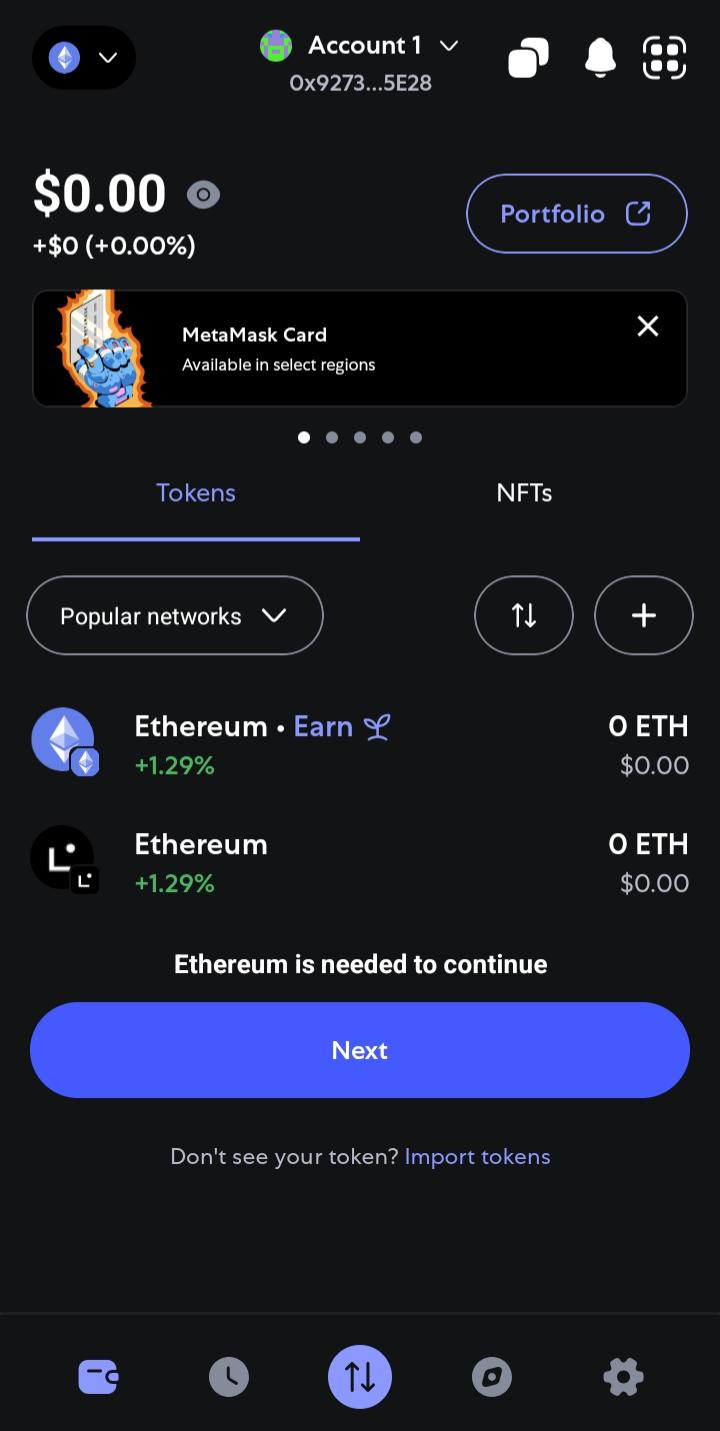 Account 1
0x9273...5E28
$0.00
+$0 (+0.00%)
Portfolio
MetaMask Card
Available in select regions
Tokens
NFTs
Popular networks
Ethereum • Earn
0 ETH
+1.29%
$0.00
Ethereum
0 ETH
+1.29%
$0.00
Ethereum is needed to continue
Next
Don't see your token? Import tokens